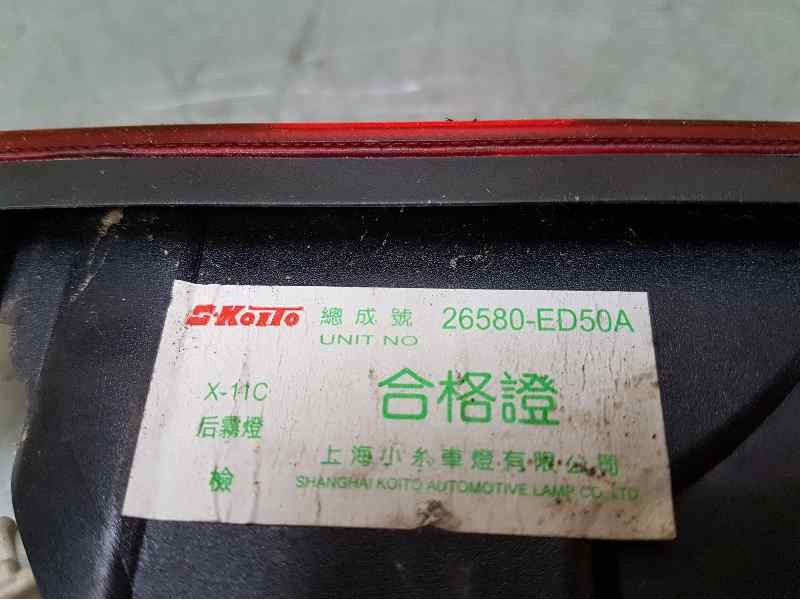 S-KOITO 總成號 26580-ED50A
UNIT NO
X-11C 合格證
后霧燈
上海小糸車燈有限公司
檢
SHANGHAI KOITO AUTOMOTIVE LAMP CO., LTD